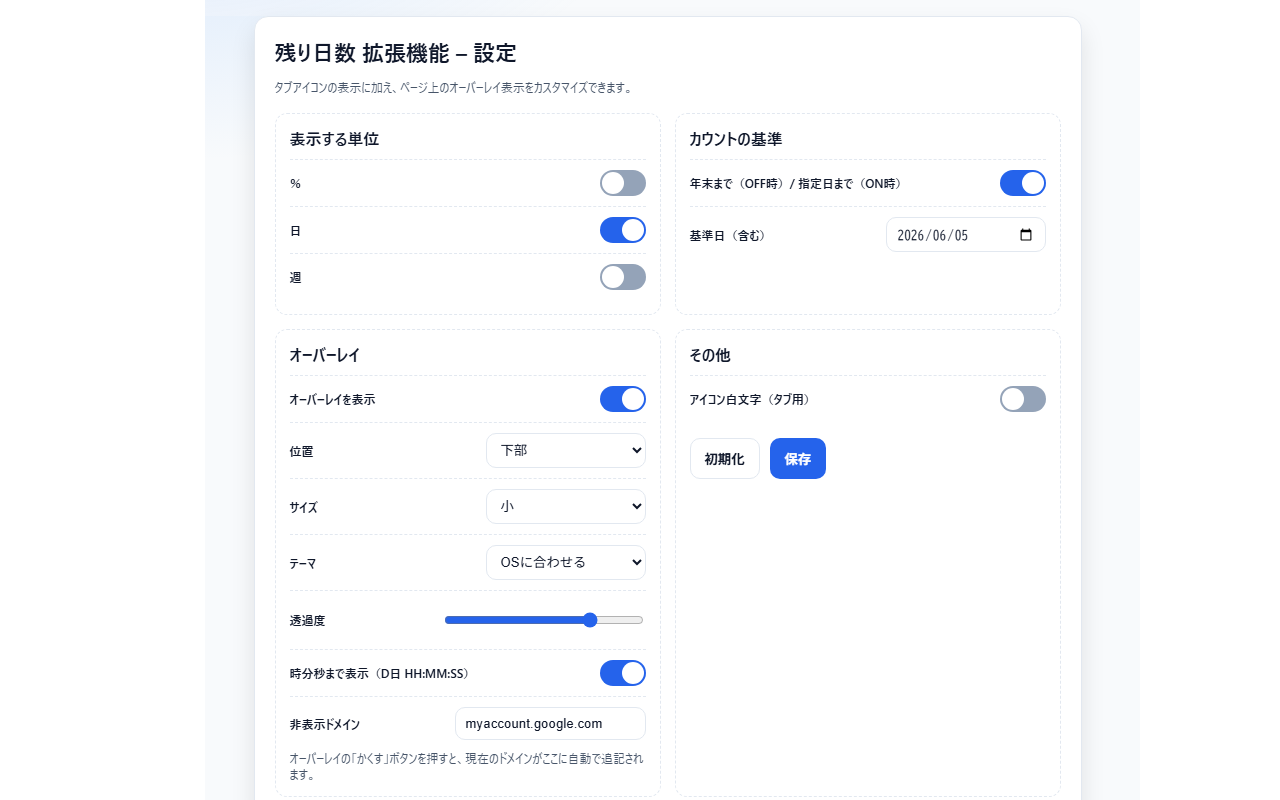 残り日数 拡張機能 – 設定
タブアイコンの表示に加え、ページ上のオーバーレイ表示をカスタマイズできます。
表示する単位
%
日
週
カウントの基準
年末まで（OFF時）/ 指定日まで（ON時）
基準日（含む）
2026/06/05
オーバーレイ
オーバーレイを表示
位置
下部
サイズ
小
テーマ
OSに合わせる
透過度
時分秒まで表示（D日 HH:MM:SS）
非表示ドメイン
myaccount.google.com
オーバーレイの「かくす」ボタンを押すと、現在のドメインがここに自動で追記され
ます。
その他
アイコン白文字（タブ用）
初期化
保存